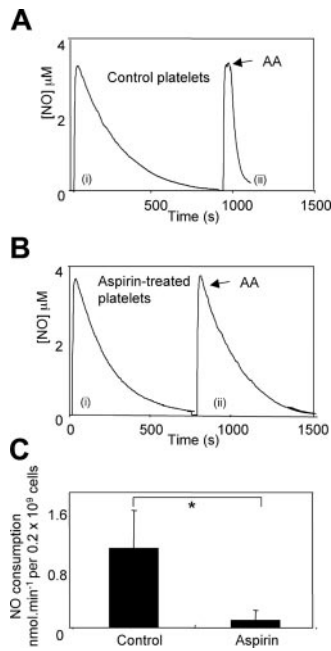 A
[NO] μM
4
2
0
Control platelets
AA
(i)
(ii)
500
1000
1500
Time (s)
B
[NO] μM
4
2
0
Aspirin-treated
platelets
AA
(i)
(ii)
0
500
1000
1500
Time (s)
C
NO consumption
nmol.min⁻¹ per 0.2 x 10⁹ cells
1.6
0.8
0
*
Control
Aspirin